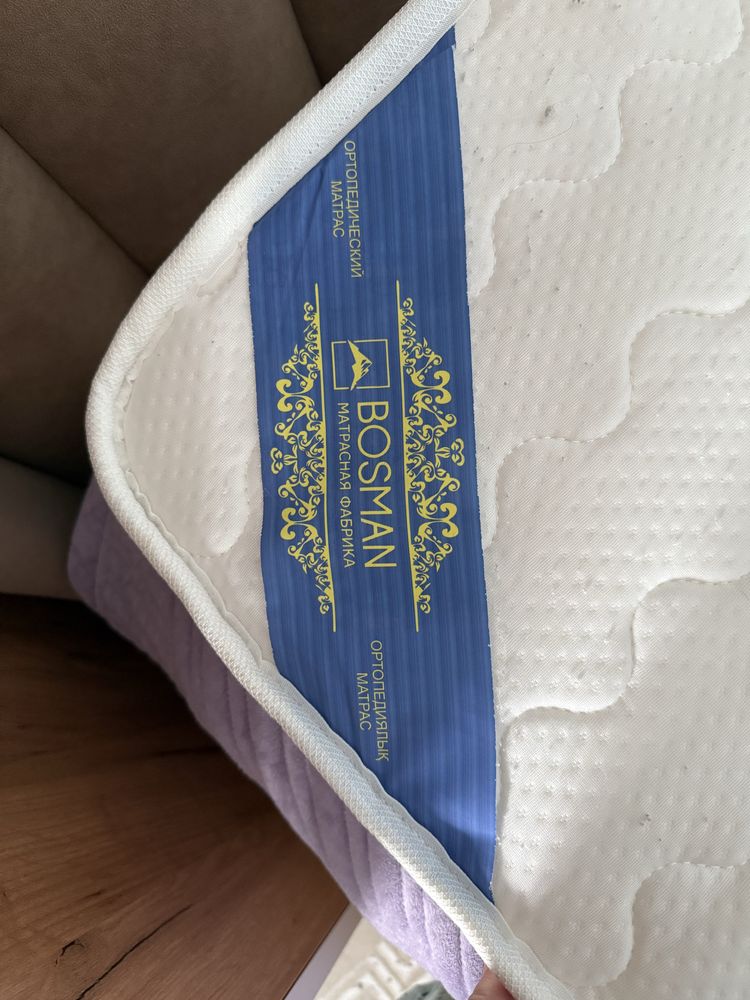 ОРТОПЕДИЧЕСКИЙ
МАТРАС
BOSMAN
МАТРАСНАЯ ФАБРИКА
ОРТОПЕДИЯЛЫҚ
МАТРАС